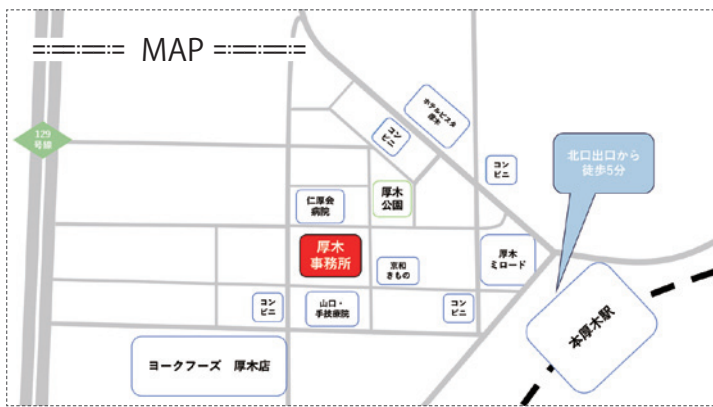 MAP
129
号線
ホテルビスタ
厚木
コン
ビニ
コン
ビニ
北口出口から
徒歩5分
仁厚会
病院
厚木
公園
厚木
事務所
京和
きもの
厚木
ミロード
コン
ビニ
山口・
手技療院
コン
ビニ
本厚木駅
ヨークフーズ 厚木店